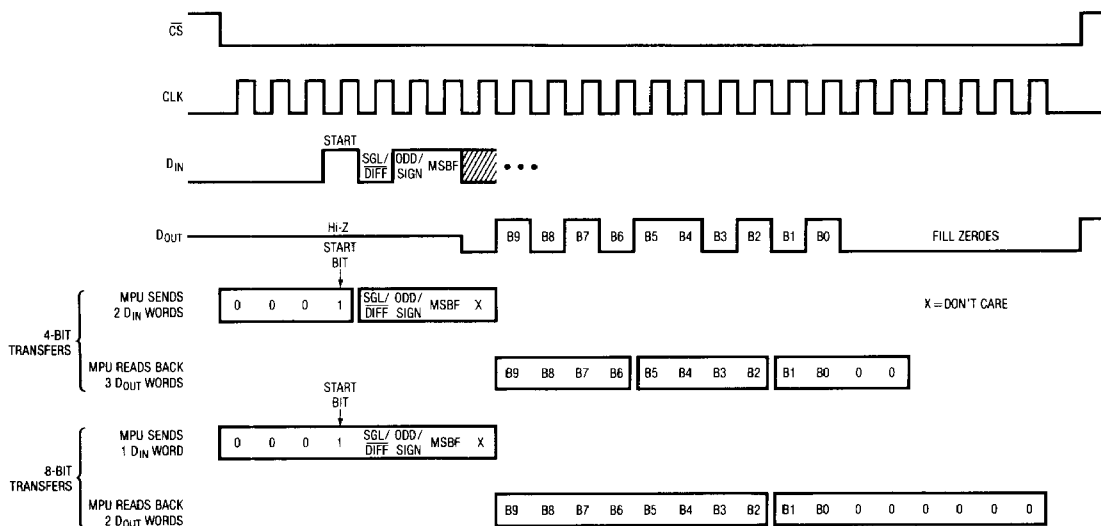 CS
CLK
START
DIN
SGL/
DIFF
ODD/
SIGN
MSBF
• • •
Hi-Z
DOUT
B9 B8 B7 B6 B5 B4 B3 B2 B1 B0 FILL ZEROES
START
BIT
MPU SENDS
2 DIN WORDS
0 0 0 1
SGL/
DIFF
ODD/
SIGN
MSBF X
X = DON'T CARE
4-BIT
TRANSFERS
MPU READS BACK
3 DOUT WORDS
B9 B8 B7 B6 B5 B4 B3 B2 B1 B0 0 0
START
BIT
MPU SENDS
1 DIN WORD
0 0 0 1
SGL/
DIFF
ODD/
SIGN
MSBF X
8-BIT
TRANSFERS
MPU READS BACK
2 DOUT WORDS
B9 B8 B7 B6 B5 B4 B3 B2 B1 B0 0 0 0 0 0 0